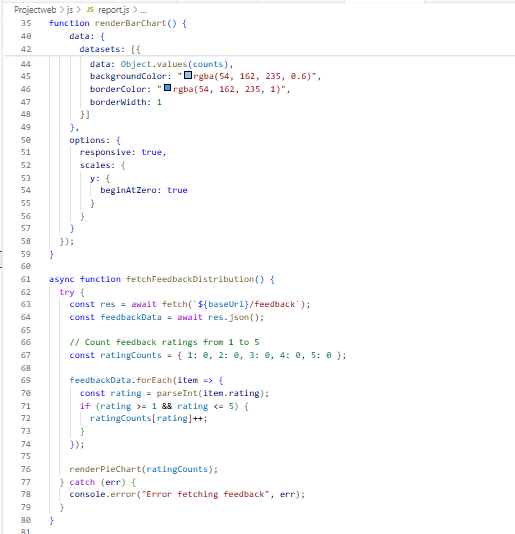 Projectweb > js > JS report.js > ...
35 function renderBarChart() {
40 data: {
42 datasets: [{
44 data: Object.values(counts),
45 backgroundColor: "rgba(54, 162, 235, 0.6)",
46 borderColor: "rgba(54, 162, 235, 1)",
47 borderWidth: 1
48 }]
49 },
50 options: {
51 responsive: true,
52 scales: {
53 y: {
54 beginAtZero: true
55 }
56 }
57 }
58 });
59 }
60
61 async function fetchFeedbackDistribution() {
62 try {
63 const res = await fetch(`${baseUrl}/feedback`);
64 const feedbackData = await res.json();
65
66 // Count feedback ratings from 1 to 5
67 const ratingCounts = { 1: 0, 2: 0, 3: 0, 4: 0, 5: 0 };
68
69 feedbackData.forEach(item => {
70 const rating = parseInt(item.rating);
71 if (rating >= 1 && rating <= 5) {
72 ratingCounts[rating]++;
73 }
74 });
75
76 renderPieChart(ratingCounts);
77 } catch (err) {
78 console.error("Error fetching feedback", err);
79 }
80 }
81